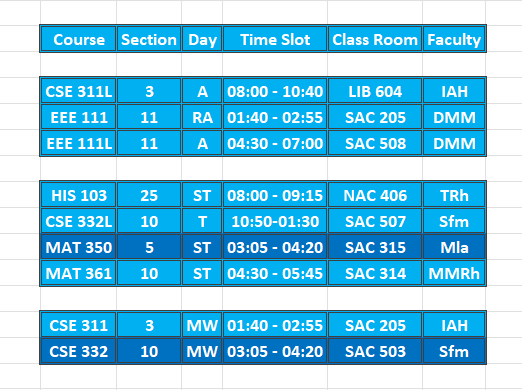 Course Section Day Time Slot Class Room Faculty
CSE 311L 3 A 08:00 - 10:40 LIB 604 IAH
EEE 111 11 RA 01:40 - 02:55 SAC 205 DMM
EEE 111L 11 A 04:30 - 07:00 SAC 508 DMM
HIS 103 25 ST 08:00 - 09:15 NAC 406 TRh
CSE 332L 10 T 10:50-01:30 SAC 507 Sfm
MAT 350 5 ST 03:05 - 04:20 SAC 315 Mla
MAT 361 10 ST 04:30 - 05:45 SAC 314 MMRh
CSE 311 3 MW 01:40 - 02:55 SAC 205 IAH
CSE 332 10 MW 03:05 - 04:20 SAC 503 Sfm